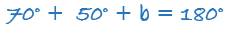 70° + 50° + b = 180°